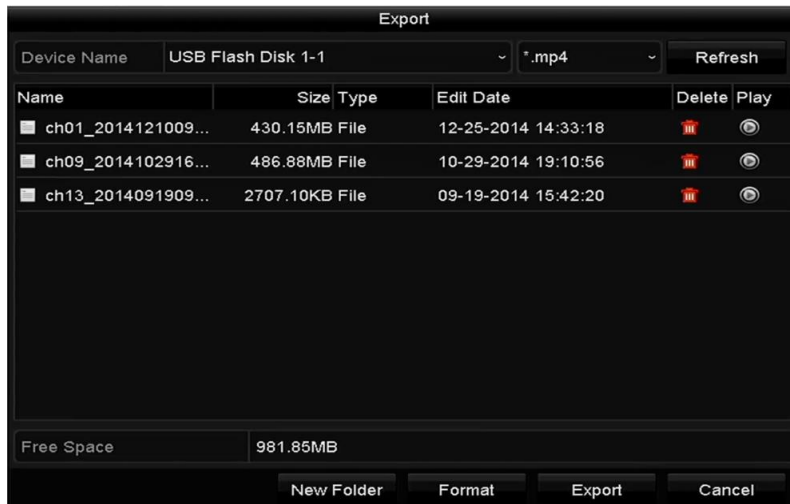 Export
Device Name USB Flash Disk 1-1 *.mp4 Refresh
Name Size Type Edit Date Delete Play
ch01_2014121009... 430.15MB File 12-25-2014 14:33:18
ch09_2014102916... 486.88MB File 10-29-2014 19:10:56
ch13_2014091909... 2707.10KB File 09-19-2014 15:42:20
Free Space 981.85MB
New Folder Format Export Cancel